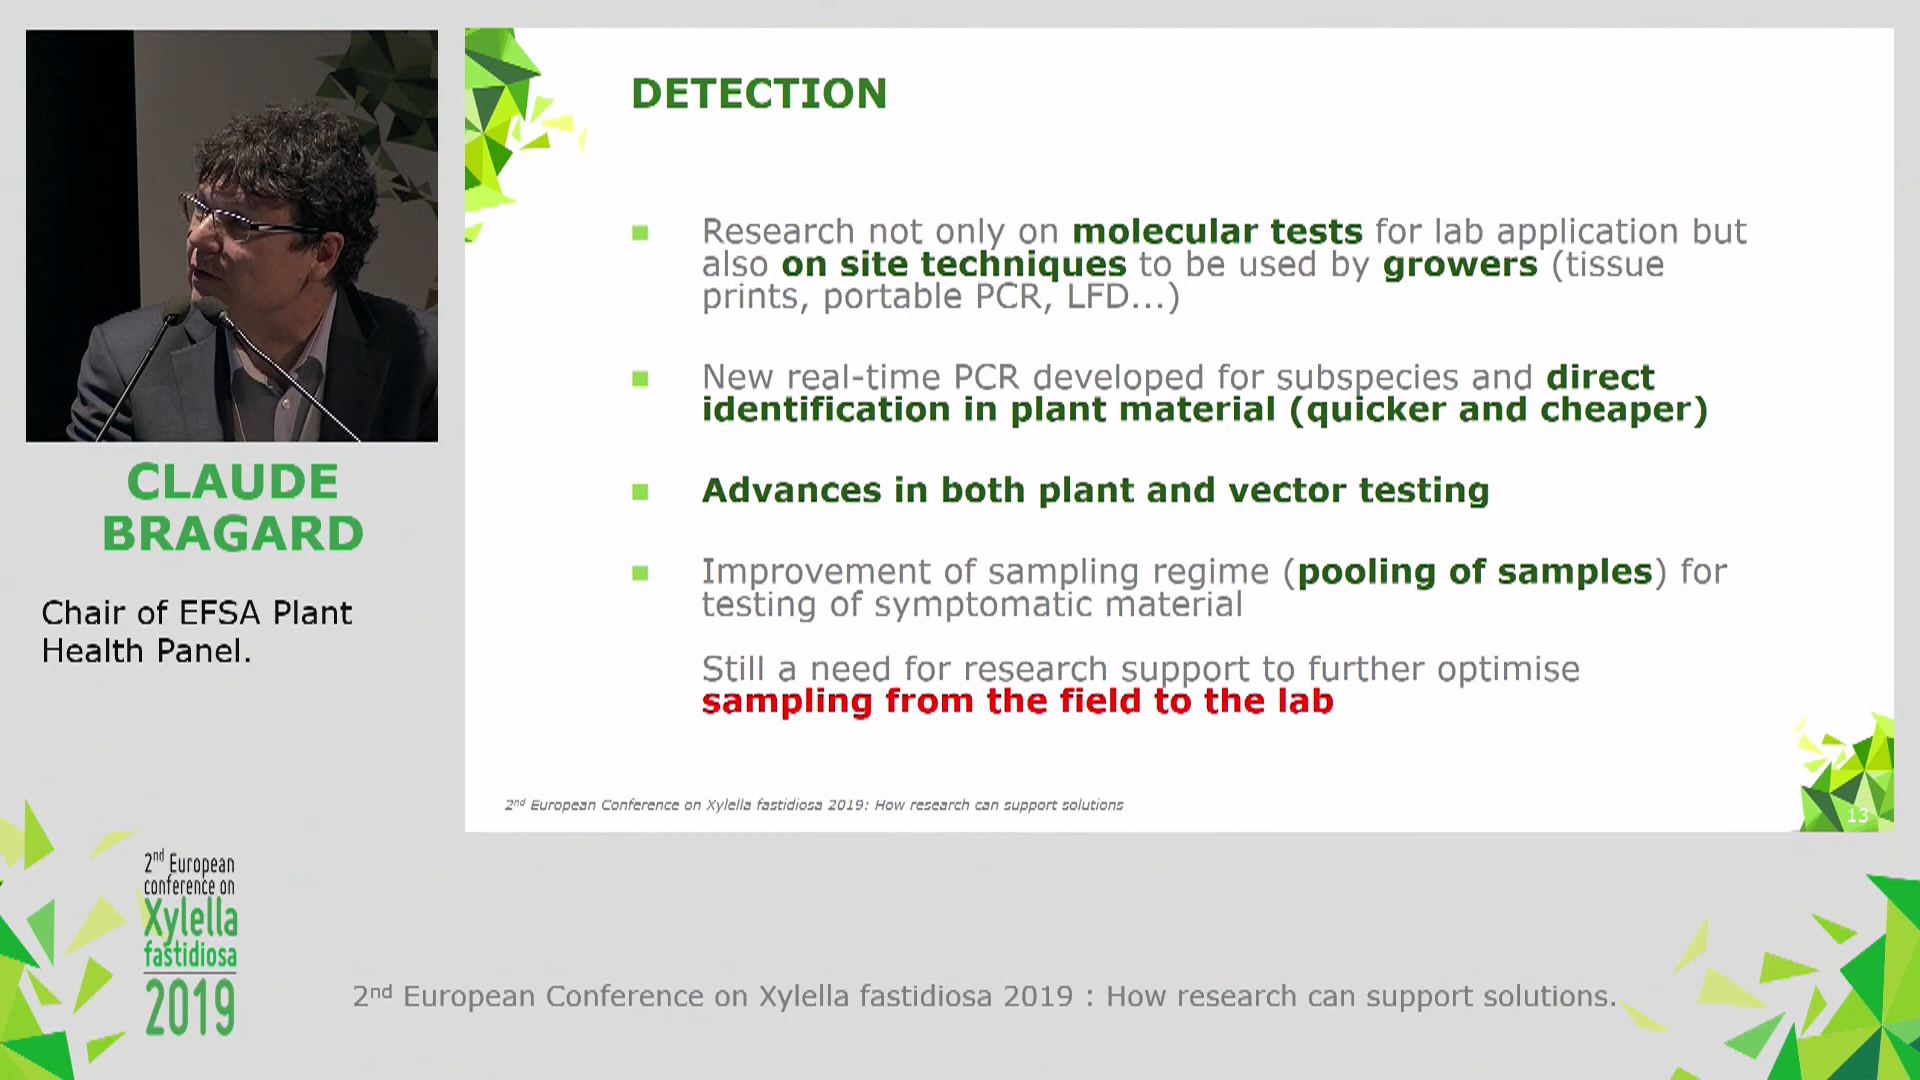 DETECTION
Research not only on molecular tests for lab application but
also on site techniques to be used by growers (tissue
prints, portable PCR, LFD...)
New real-time PCR developed for subspecies and direct
identification in plant material (quicker and cheaper)
Advances in both plant and vector testing
Improvement of sampling regime (pooling of samples) for
testing of symptomatic material
Still a need for research support to further optimise
sampling from the field to the lab
2nd European Conference on Xylella fastidiosa 2019: How research can support solutions
13
CLAUDE
BRAGARD
Chair of EFSA Plant
Health Panel.
2nd European
conference on
Xylella
fastidiosa
2019
2nd European Conference on Xylella fastidiosa 2019 : How research can support solutions.